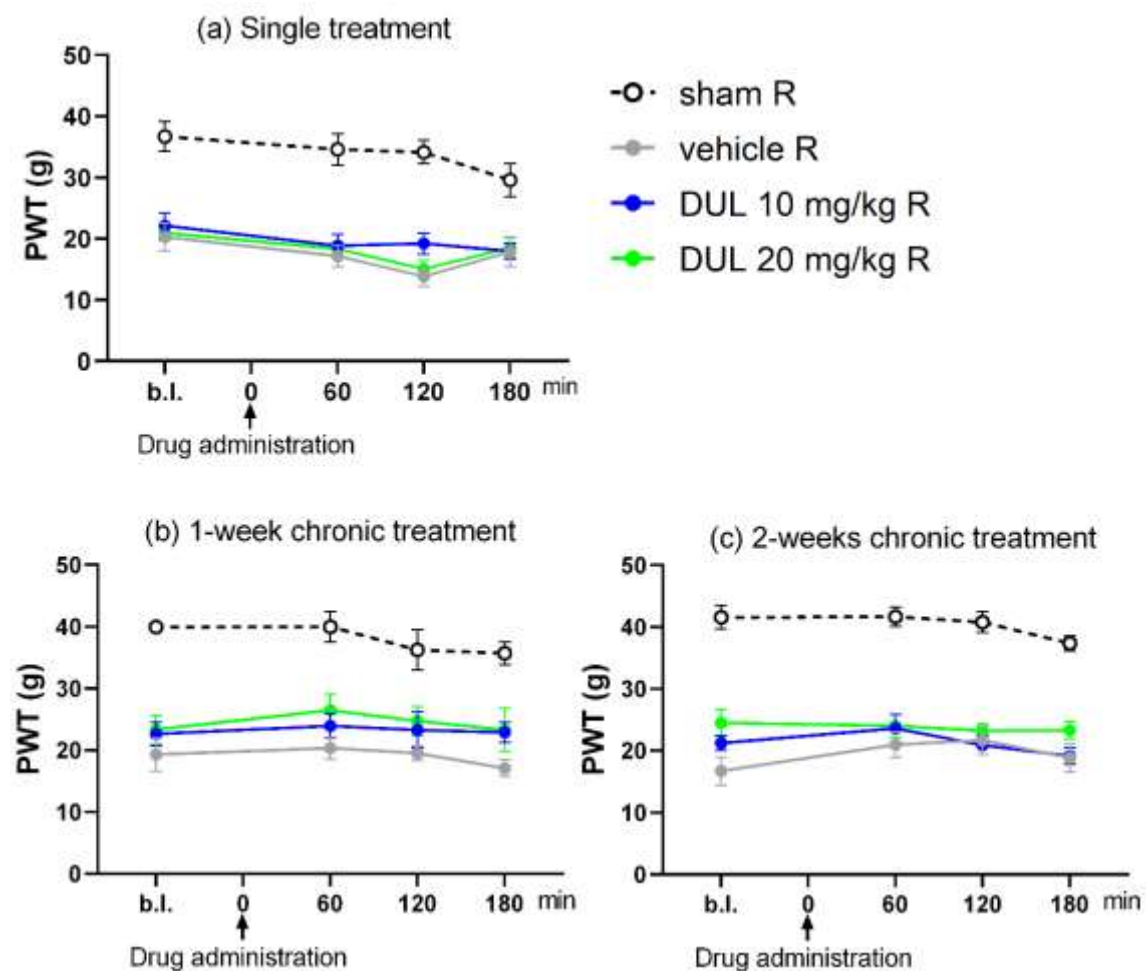 (a) Single treatment
50
40
30
20
10
0
PWT (g)
b.l. 0 60 120 180 min
Drug administration
sham R
vehicle R
DUL 10 mg/kg R
DUL 20 mg/kg R
(b) 1-week chronic treatment
50
40
30
20
10
0
PWT (g)
b.l. 0 60 120 180 min
Drug administration
(c) 2-weeks chronic treatment
50
40
30
20
10
0
PWT (g)
b.l. 0 60 120 180 min
Drug administration